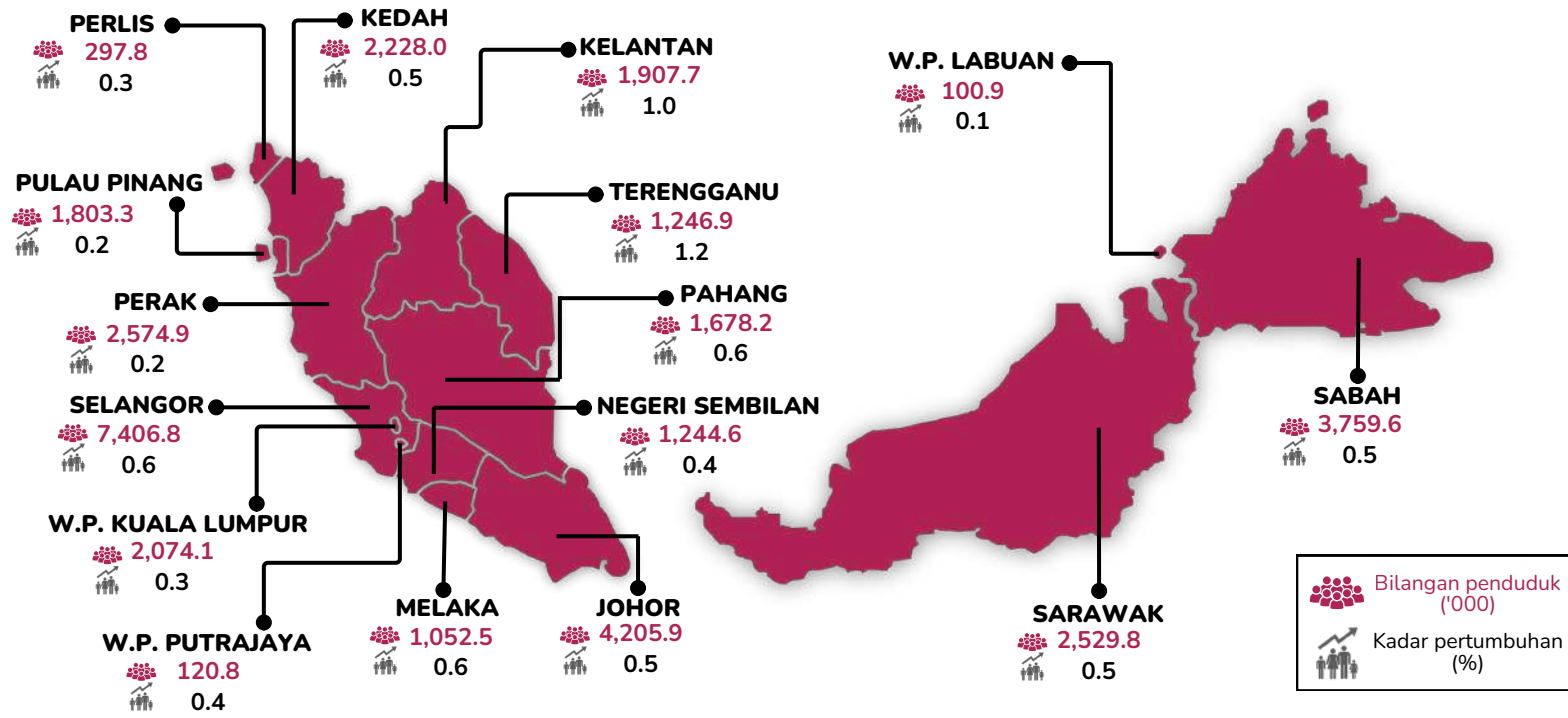 PERLIS
297.8
0.3
KEDAH
2,228.0
0.5
KELANTAN
1,907.7
1.0
W.P. LABUAN
100.9
0.1
PULAU PINANG
1,803.3
0.2
TERENGGANU
1,246.9
1.2
PERAK
2,574.9
0.2
PAHANG
1,678.2
0.6
SELANGOR
7,406.8
0.6
NEGERI SEMBILAN
1,244.6
0.4
SABAH
3,759.6
0.5
W.P. KUALA LUMPUR
2,074.1
0.3
W.P. PUTRAJAYA
120.8
0.4
MELAKA
1,052.5
0.6
JOHOR
4,205.9
0.5
SARAWAK
2,529.8
0.5
Bilangan penduduk
('000)
Kadar pertumbuhan
(%)